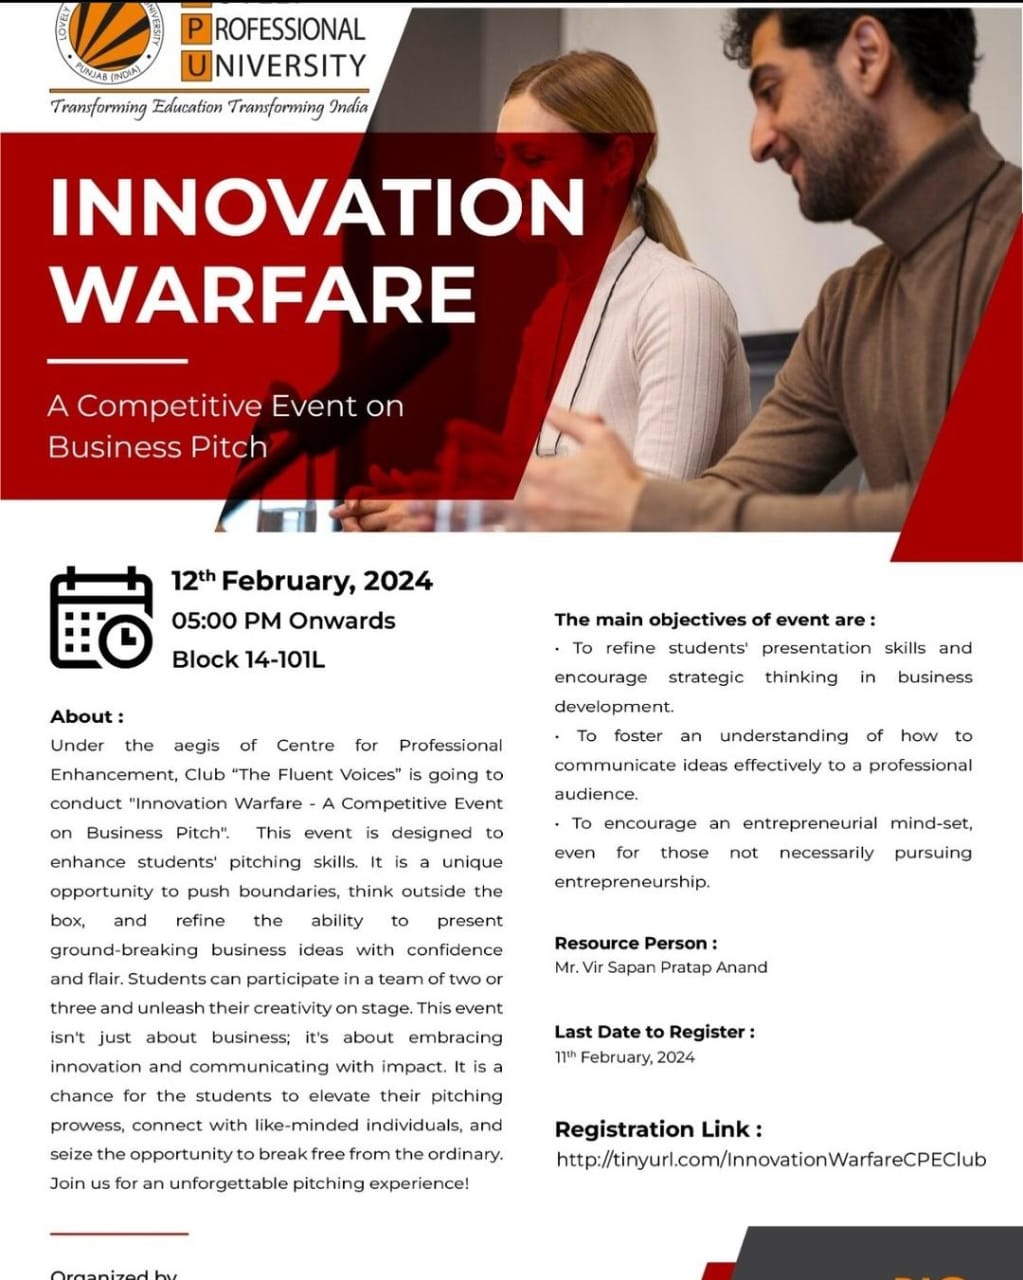 LOVELY
UNIVERSITY
PUNJAB (INDIA)
PROFESSIONAL
UNIVERSITY
Transforming Education Transforming India
INNOVATION
WARFARE
A Competitive Event on
Business Pitch
12th February, 2024
05:00 PM Onwards
Block 14-101L
About :
Under the aegis of Centre for Professional
Enhancement, Club “The Fluent Voices” is going to
conduct "Innovation Warfare - A Competitive Event
on Business Pitch". This event is designed to
enhance students' pitching skills. It is a unique
opportunity to push boundaries, think outside the
box, and refine the ability to present
ground-breaking business ideas with confidence
and flair. Students can participate in a team of two or
three and unleash their creativity on stage. This event
isn't just about business; it's about embracing
innovation and communicating with impact. It is a
chance for the students to elevate their pitching
prowess, connect with like-minded individuals, and
seize the opportunity to break free from the ordinary.
Join us for an unforgettable pitching experience!
The main objectives of event are :
· To refine students' presentation skills and
encourage strategic thinking in business
development.
· To foster an understanding of how to
communicate ideas effectively to a professional
audience.
· To encourage an entrepreneurial mind-set,
even for those not necessarily pursuing
entrepreneurship.
Resource Person :
Mr. Vir Sapan Pratap Anand
Last Date to Register :
11th February, 2024
Registration Link :
http://tinyurl.com/InnovationWarfareCPEClub
Organized by